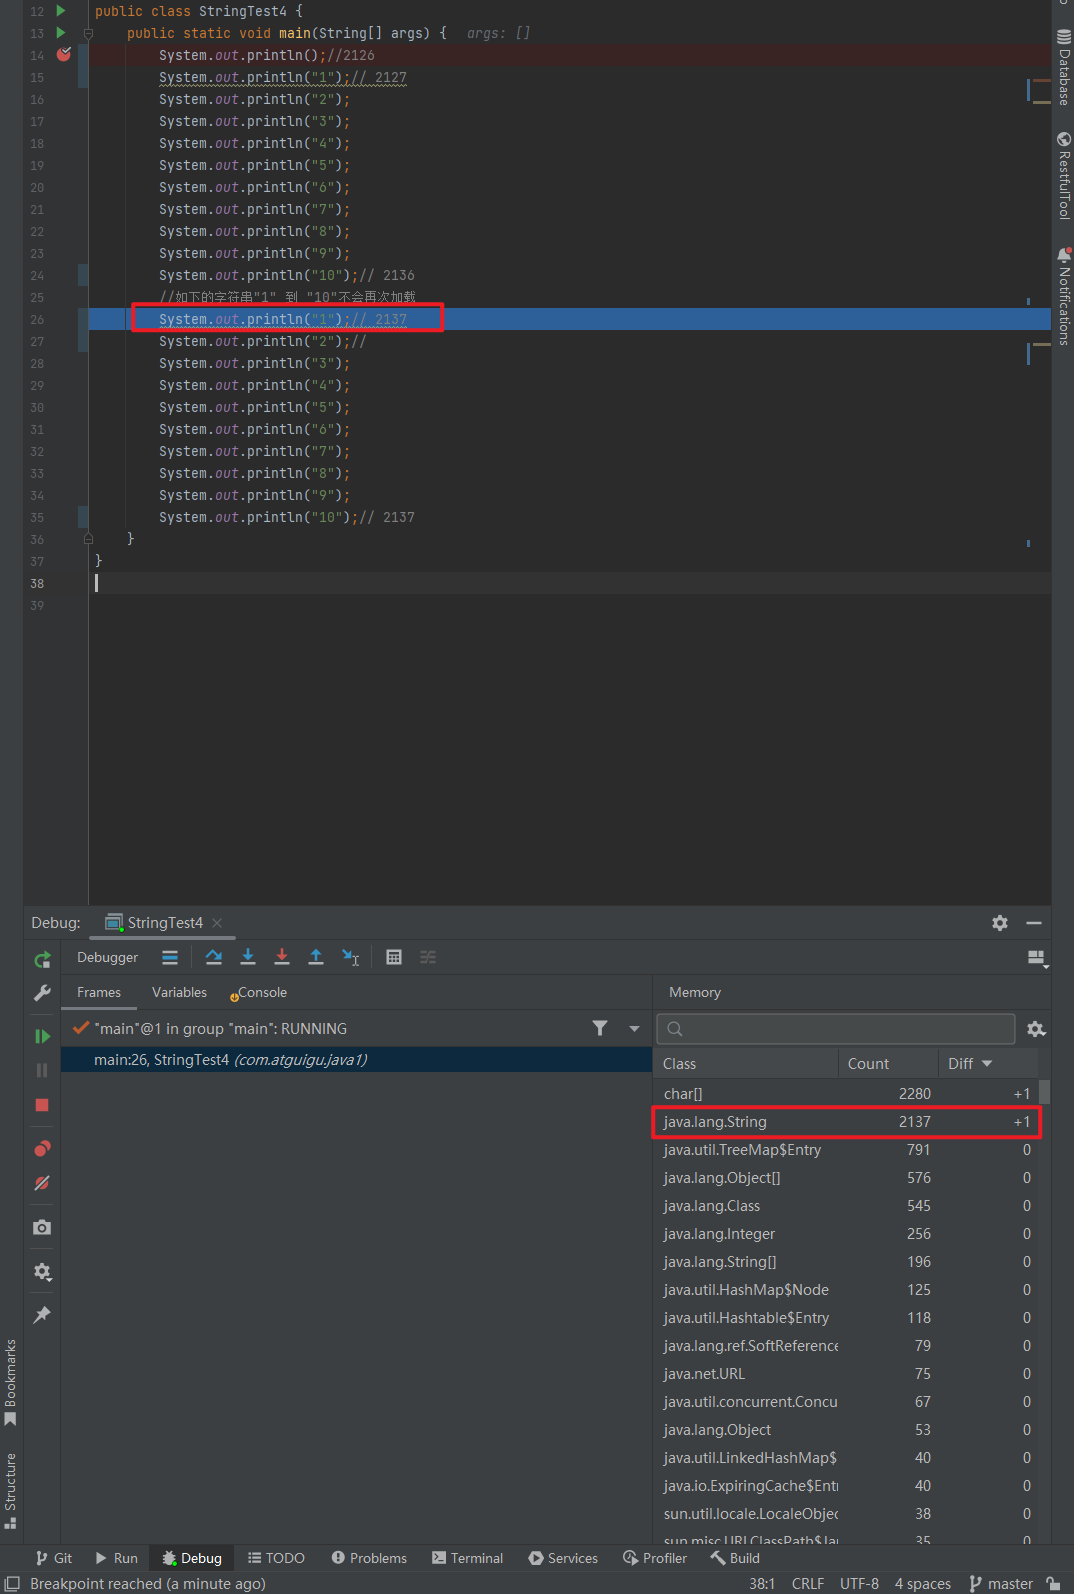 12 public class StringTest4 {
13 public static void main(String[] args) { args: []
14 System.out.println();//2126
15 System.out.println("1");// 2127
16 System.out.println("2");
17 System.out.println("3");
18 System.out.println("4");
19 System.out.println("5");
20 System.out.println("6");
21 System.out.println("7");
22 System.out.println("8");
23 System.out.println("9");
24 System.out.println("10");// 2136
25 //如下的字符串"1" 到 "10"不会再次加载
26 System.out.println("1");// 2137
27 System.out.println("2");//
28 System.out.println("3");
29 System.out.println("4");
30 System.out.println("5");
31 System.out.println("6");
32 System.out.println("7");
33 System.out.println("8");
34 System.out.println("9");
35 System.out.println("10");// 2137
36 }
37 }
38
39
Database
RestfulTool
Notifications
Debug: StringTest4
Debugger
Frames Variables Console Memory
"main"@1 in group "main": RUNNING
main:26, StringTest4 (com.atguigu.java1)
Class Count Diff
char[] 2280 +1
java.lang.String 2137 +1
java.util.TreeMap$Entry 791 0
java.lang.Object[] 576 0
java.lang.Class 545 0
java.lang.Integer 256 0
java.lang.String[] 196 0
java.util.HashMap$Node 125 0
java.util.Hashtable$Entry 118 0
java.lang.ref.SoftReference 79 0
java.net.URL 75 0
java.util.concurrent.Concu 67 0
java.lang.Object 53 0
java.util.LinkedHashMap$ 40 0
java.io.ExpiringCache$Ent 40 0
sun.util.locale.LocaleObjec 38 0
sun.misc.URLClassPath$Ja 35 0
Bookmarks
Structure
Git Run Debug TODO Problems Terminal Services Profiler Build
Breakpoint reached (a minute ago) 38:1 CRLF UTF-8 4 spaces master